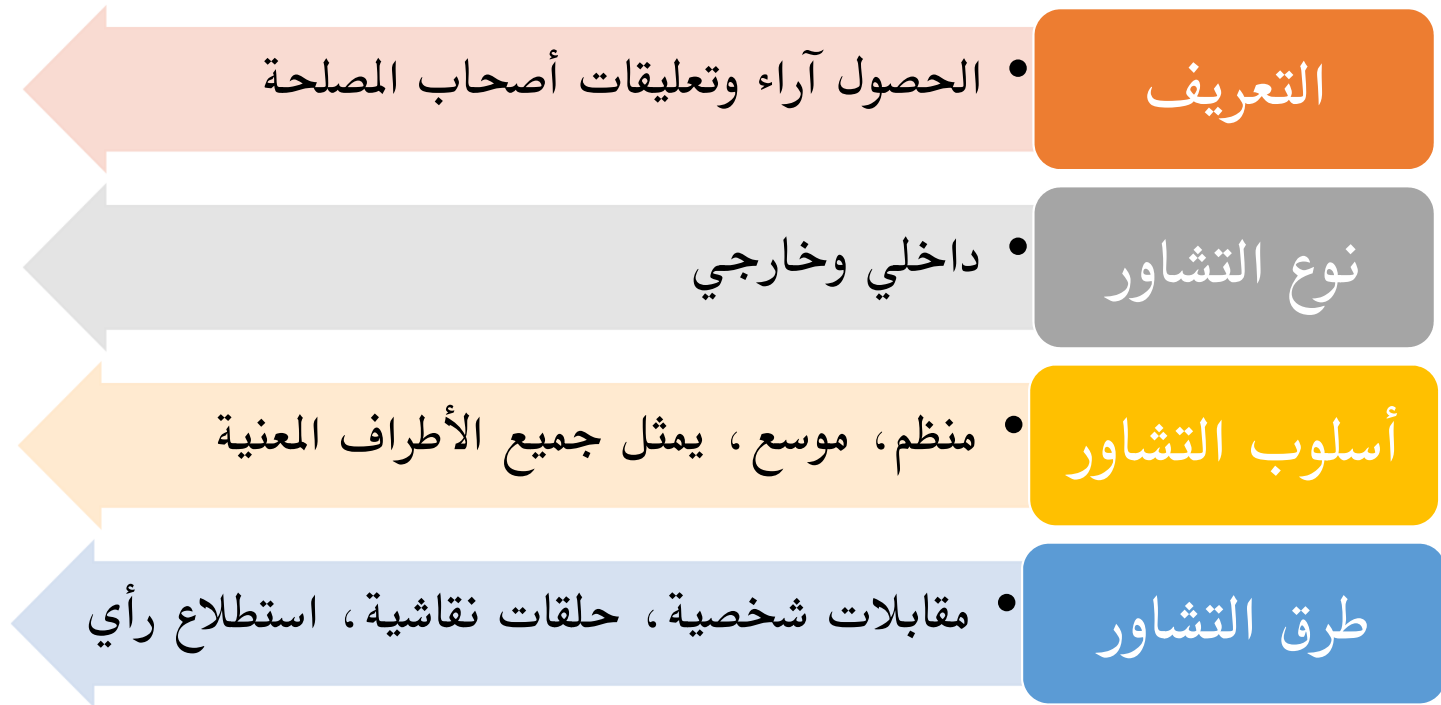 التعريف
• الحصول آراء وتعليقات أصحاب المصلحة
نوع التشاور
• داخلي وخارجي
أسلوب التشاور
• منظم، موسع، يمثل جميع الأطراف المعنية
طرق التشاور
• مقابلات شخصية، حلقات نقاشية، استطلاع رأي